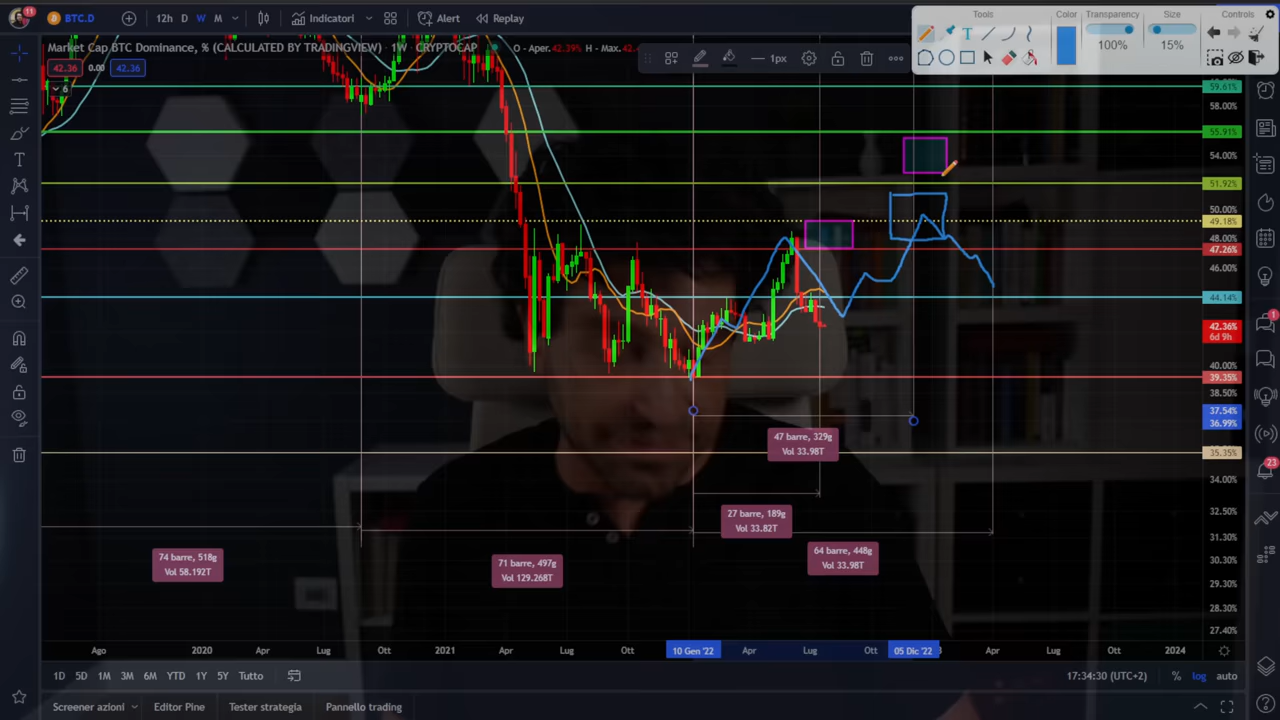 11
BTC.D
12h D W M
Indicatori
Alert
Replay
Tools
Color
Transparency
Size
Controls
100%
15%
Market Cap BTC Dominance, % (CALCULATED BY TRADINGVIEW) · 1W · CRYPTOCAP
O - Aper. 42.39% H - Max. 42.
42.36 0.00 42.36
1px
6
59.61%
58.00%
55.91%
54.00%
51.92%
50.00%
49.18%
48.00%
47.26%
46.00%
44.14%
42.36%
6d 9h
40.00%
39.35%
38.50%
37.54%
36.99%
35.35%
34.00%
32.50%
31.30%
30.30%
29.30%
28.30%
27.40%
1
23
47 barre, 329g
Vol 33.98T
27 barre, 189g
Vol 33.82T
64 barre, 448g
Vol 33.98T
74 barre, 518g
Vol 58.192T
71 barre, 497g
Vol 129.268T
Ago 2020 Apr Lug Ott 2021 Apr Lug Ott 10 Gen '22 Apr Lug Ott 05 Dic '22 Apr Lug Ott 2024
1D 5D 1M 3M 6M YTD 1Y 5Y Tutto
17:34:30 (UTC+2) % log auto
Screener azioni Editor Pine Tester strategia Pannello trading